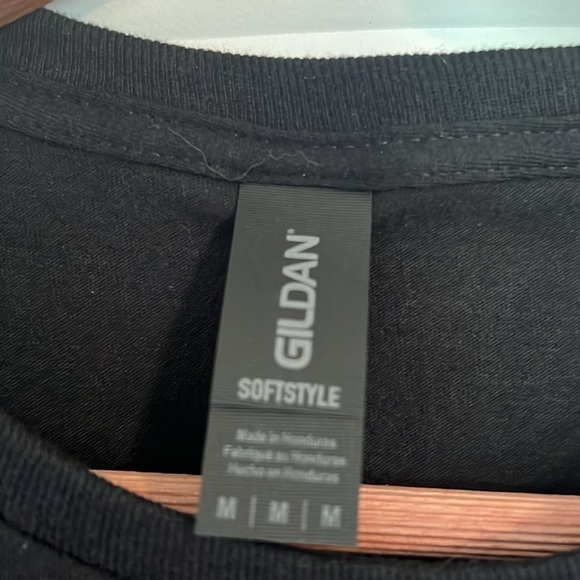 GILDAN®
SOFTSTYLE
Made in Honduras
Fabriqué au Honduras
Hecho en Honduras
M | M | M